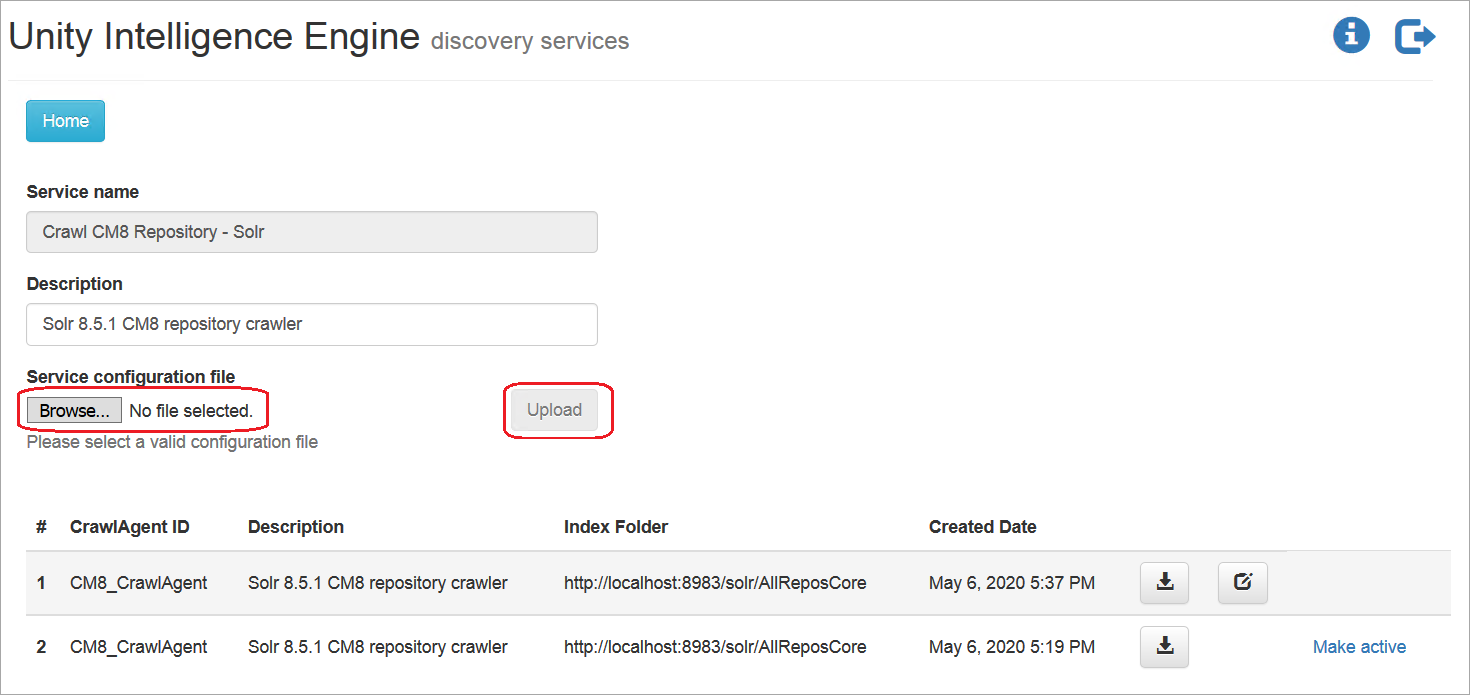 Unity Intelligence Engine discovery services
Home
Service name
Crawl CM8 Repository - Solr
Description
Solr 8.5.1 CM8 repository crawler
Service configuration file
Browse... No file selected. Upload
Please select a valid configuration file
# CrawlAgent ID Description Index Folder Created Date
1 CM8_CrawlAgent Solr 8.5.1 CM8 repository crawler http://localhost:8983/solr/AllReposCore May 6, 2020 5:37 PM
2 CM8_CrawlAgent Solr 8.5.1 CM8 repository crawler http://localhost:8983/solr/AllReposCore May 6, 2020 5:19 PM Make active